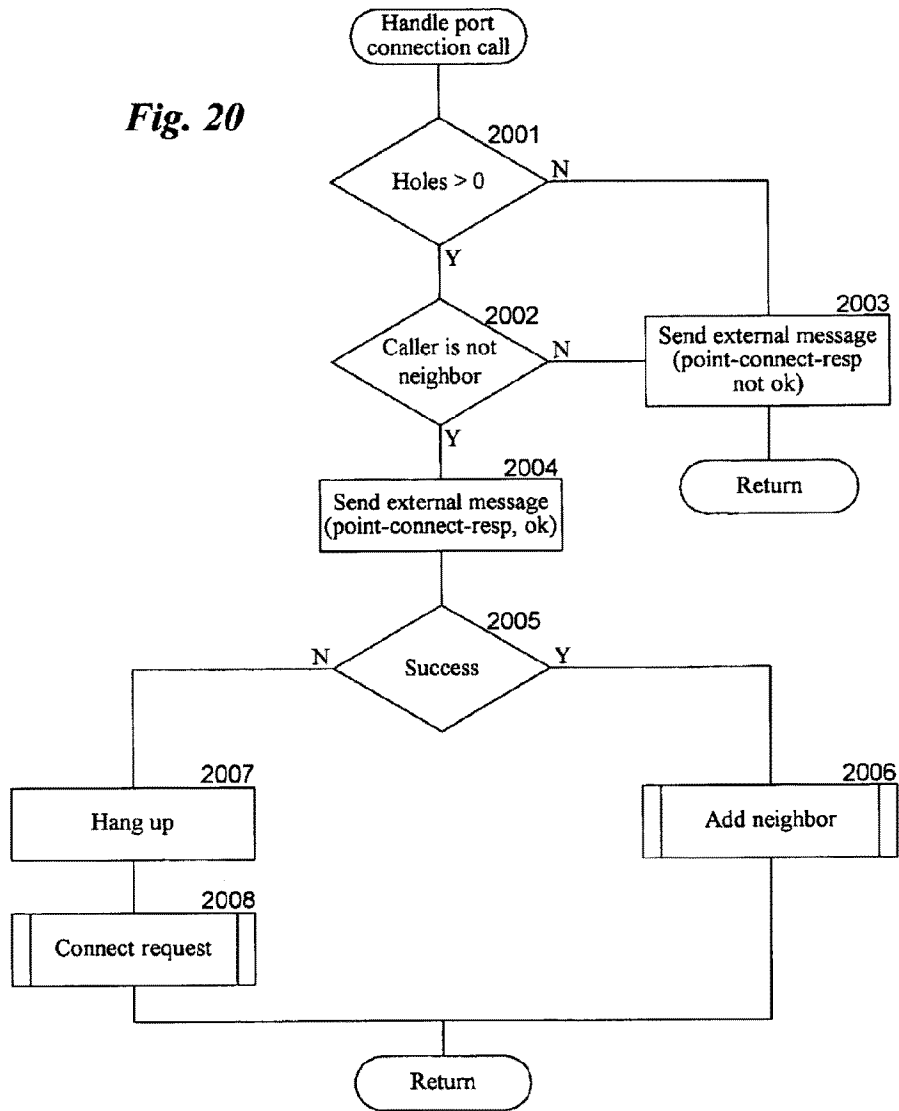 Handle port
connection call
Fig. 20
2001
Holes > 0
N
Y
2002
Caller is not
neighbor
N
Y
2003
Send external message
(point-connect-resp
not ok)
Return
2004
Send external message
(point-connect-resp, ok)
2005
Success
N
Y
2007
Hang up
2006
Add neighbor
2008
Connect request
Return